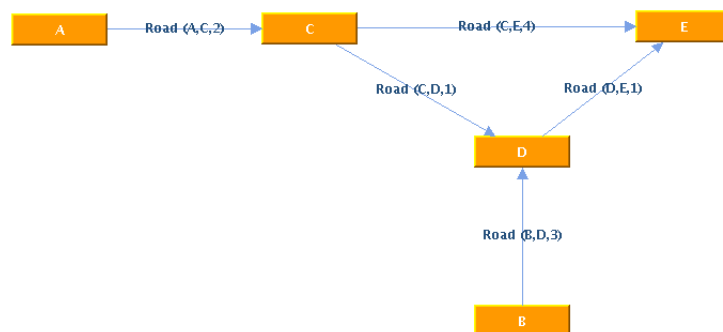 A
Road (A,C,2)
C
Road (C,E,4)
E
Road (C,D,1)
Road (D,E,1)
D
Road (B,D,3)
B